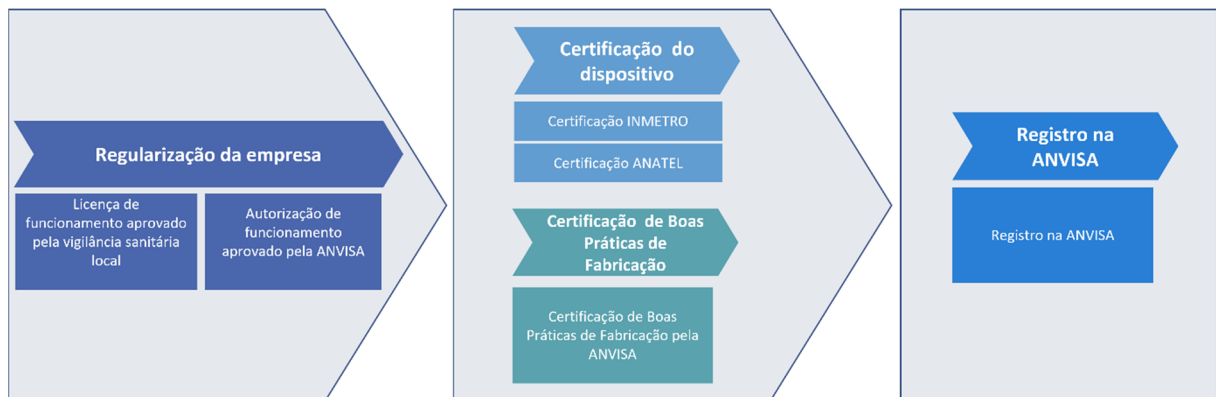 Regularização da empresa
Licença de
funcionamento aprovado
pela vigilância sanitária
local
Autorização de
funcionamento
aprovado pela ANVISA
Certificação do
dispositivo
Certificação INMETRO
Certificação ANATEL
Certificação de Boas
Práticas de
Fabricação
Certificação de Boas
Práticas de Fabricação pela
ANVISA
Registro na
ANVISA
Registro na ANVISA